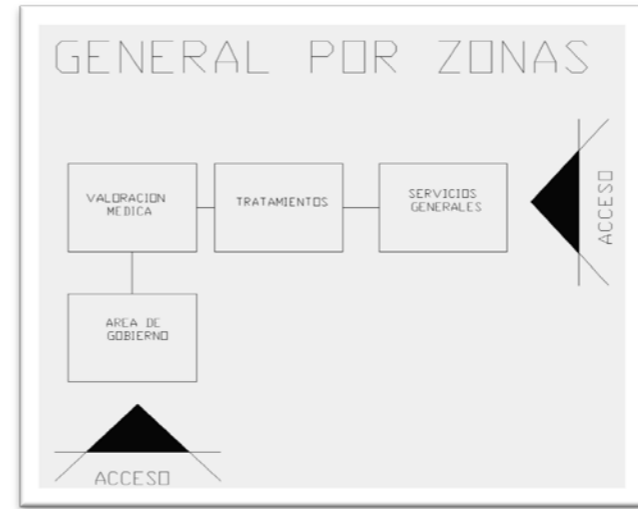 GENERAL POR ZONAS
VALORACION
MEDICA
TRATAMIENTOS
SERVICIOS
GENERALES
ACCESO
AREA DE
GOBIERNO
ACCESO